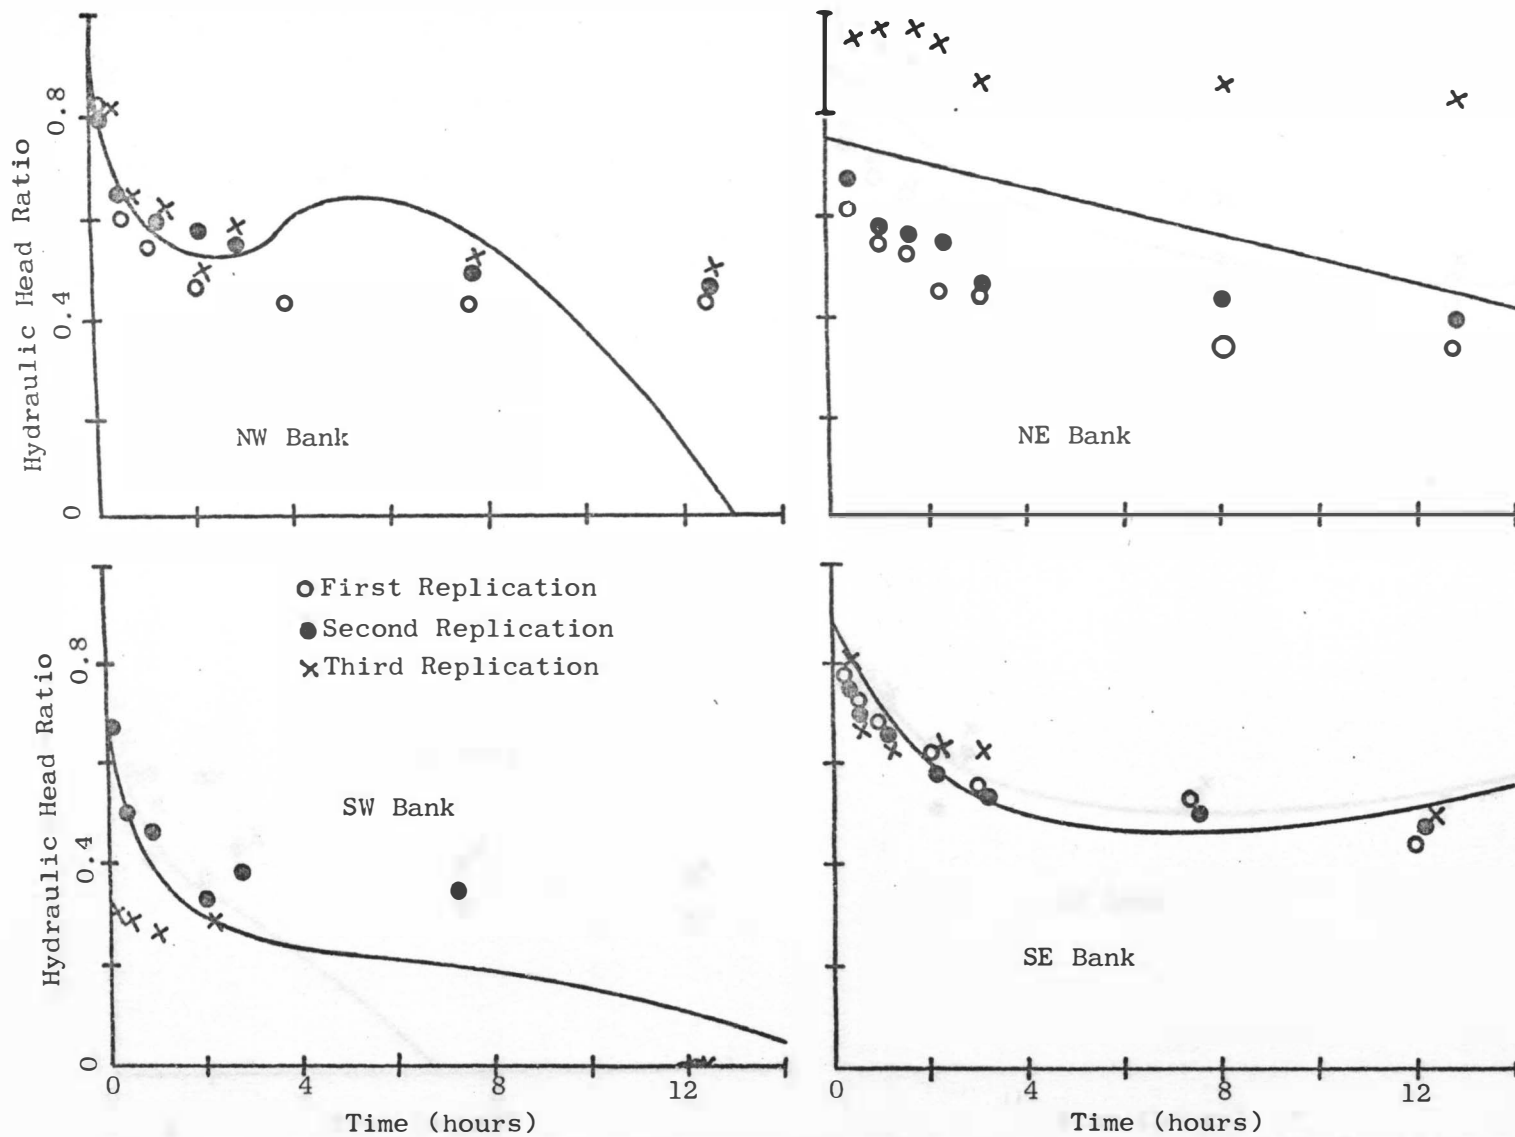 Hydraulic Head Ratio
0.8
0.4
0
NW Bank
NE Bank
Hydraulic Head Ratio
0.8
0.4
0
First Replication
Second Replication
Third Replication
SW Bank
SE Bank
0 4 8 12
Time (hours)
0 4 8 12
Time (hours)